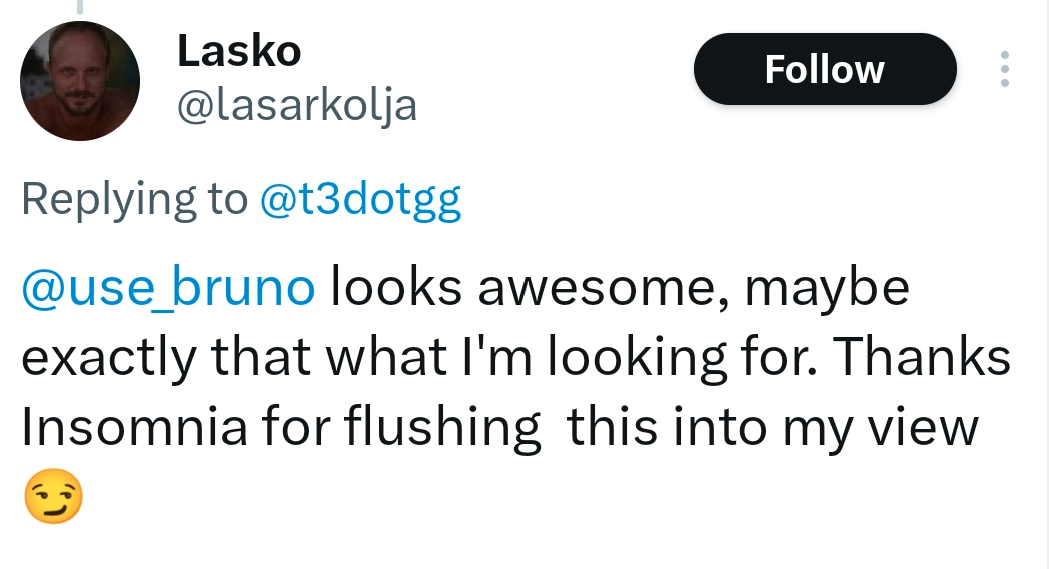 Lasko
@lasarkolja
Follow
Replying to @t3dotgg
@use_bruno looks awesome, maybe
exactly that what I'm looking for. Thanks
Insomnia for flushing  this into my view
😏